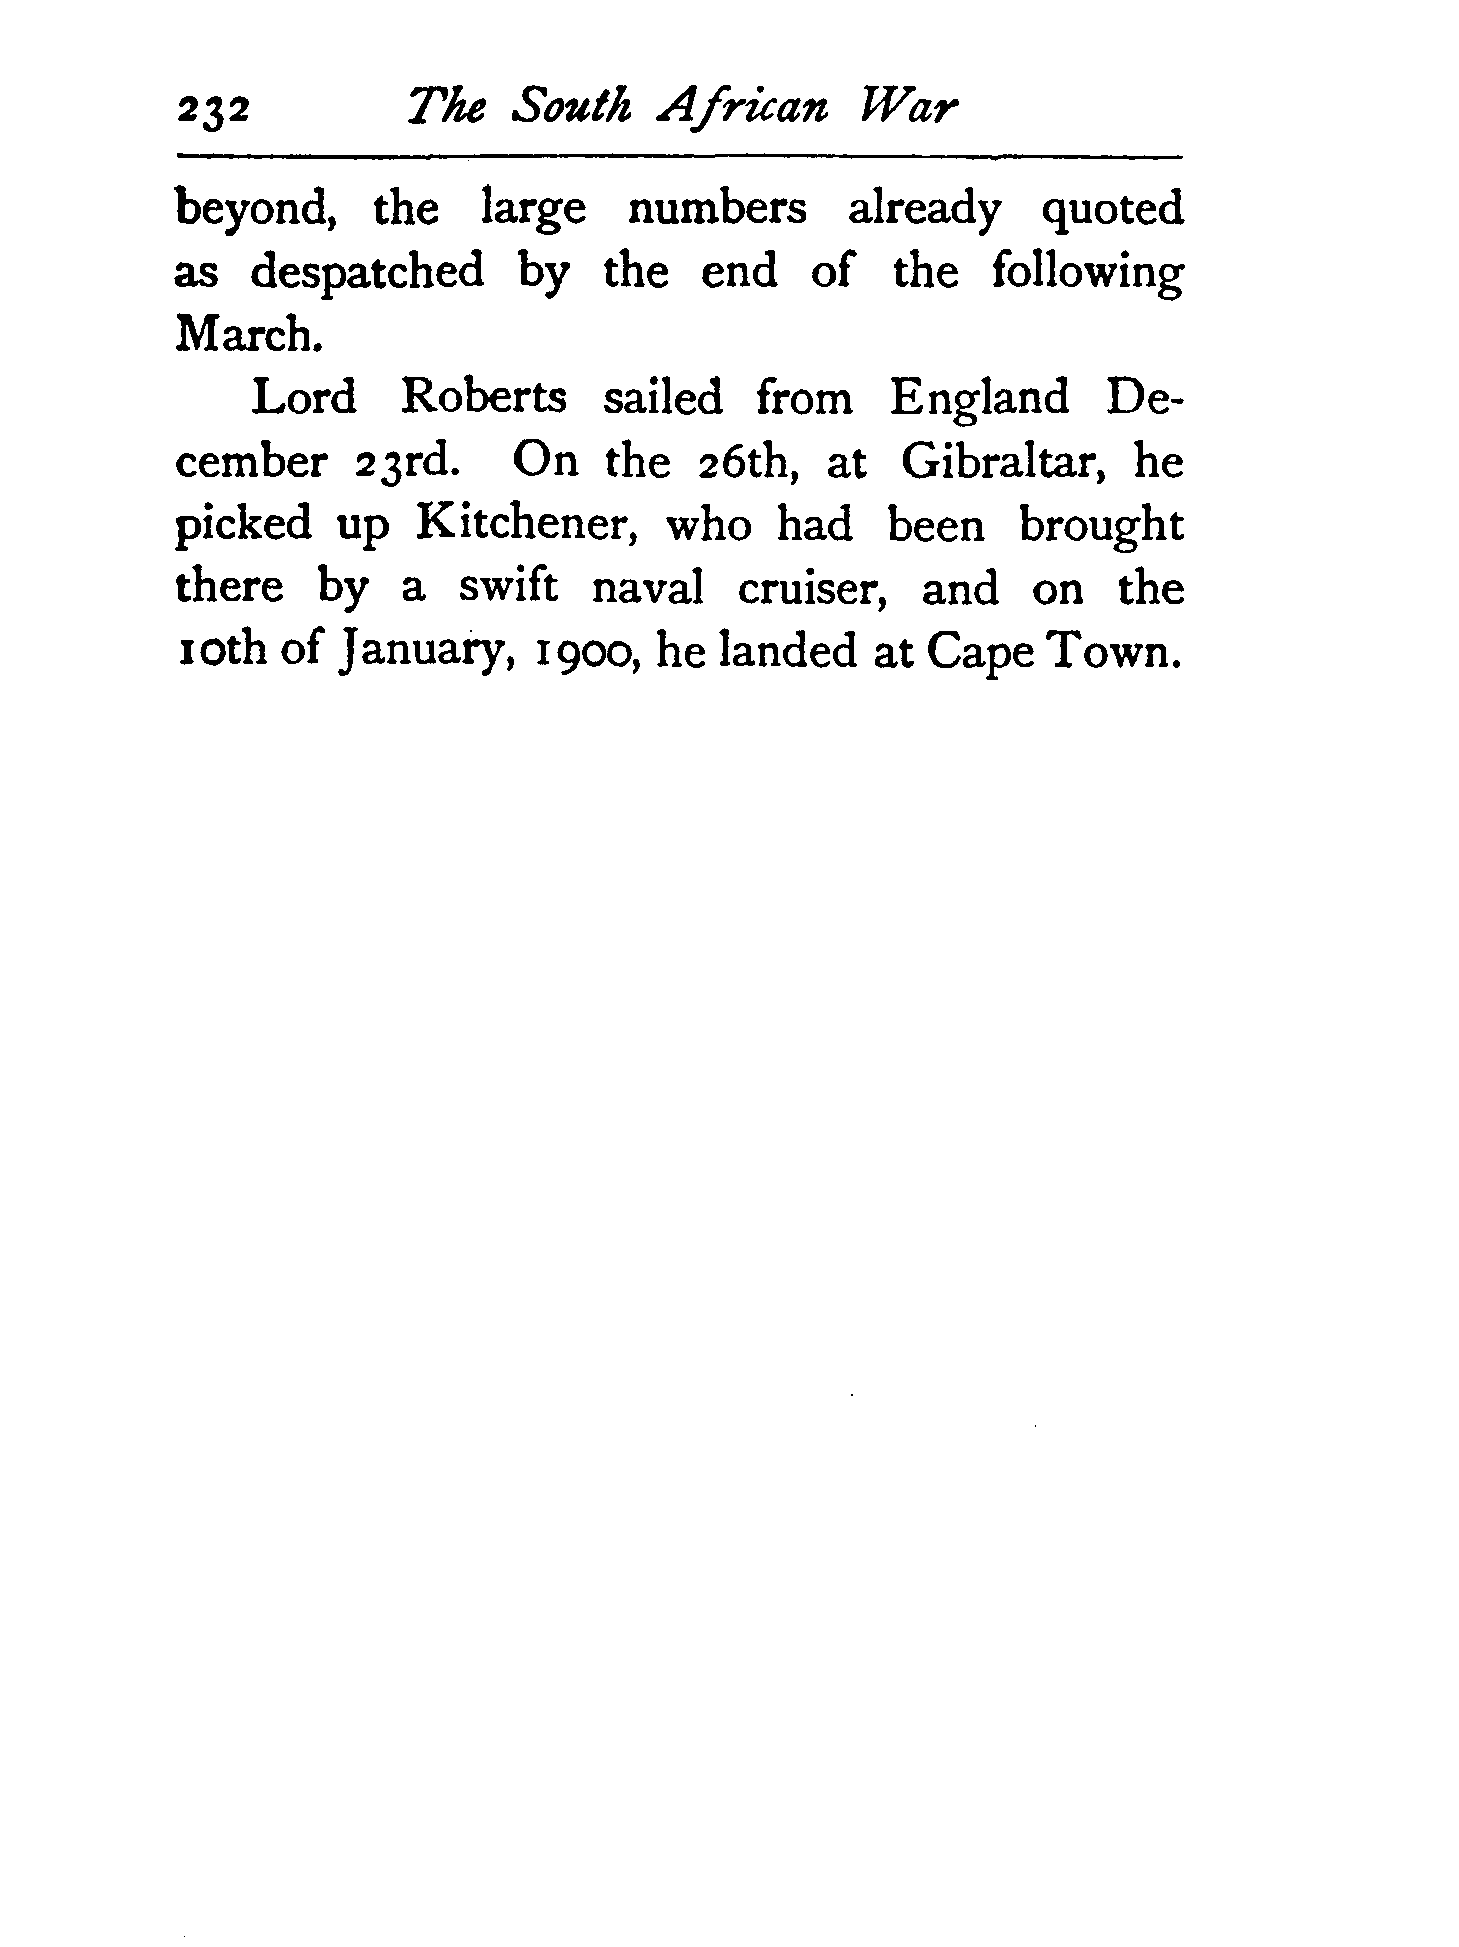 232 The South African War
beyond, the large numbers already quoted
as despatched by the end of the following
March.
Lord Roberts sailed from England De-
cember 23rd. On the 26th, at Gibraltar, he
picked up Kitchener, who had been brought
there by a swift naval cruiser, and on the
10th of January, 1900, he landed at Cape Town.